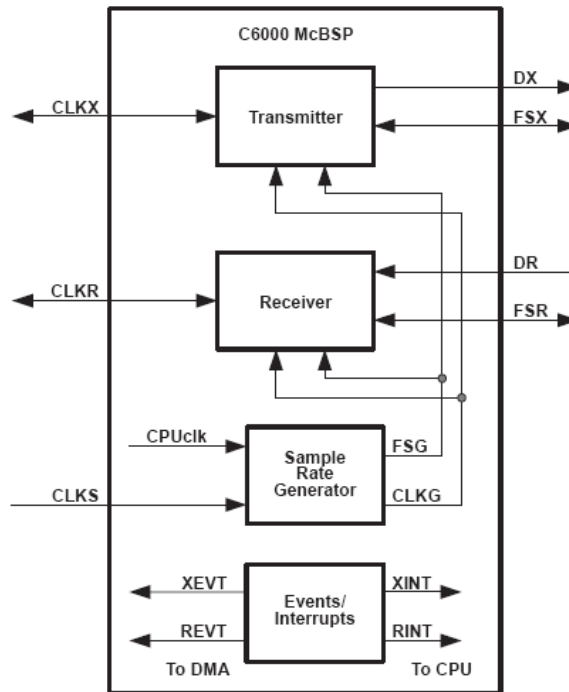 C6000 McBSP
DX
CLKX
Transmitter
FSX
DR
CLKR
Receiver
FSR
CPUclk
FSG
Sample
Rate
Generator
CLKS
CLKG
XEVT
XINT
Events/
Interrupts
REVT
RINT
To DMA
To CPU